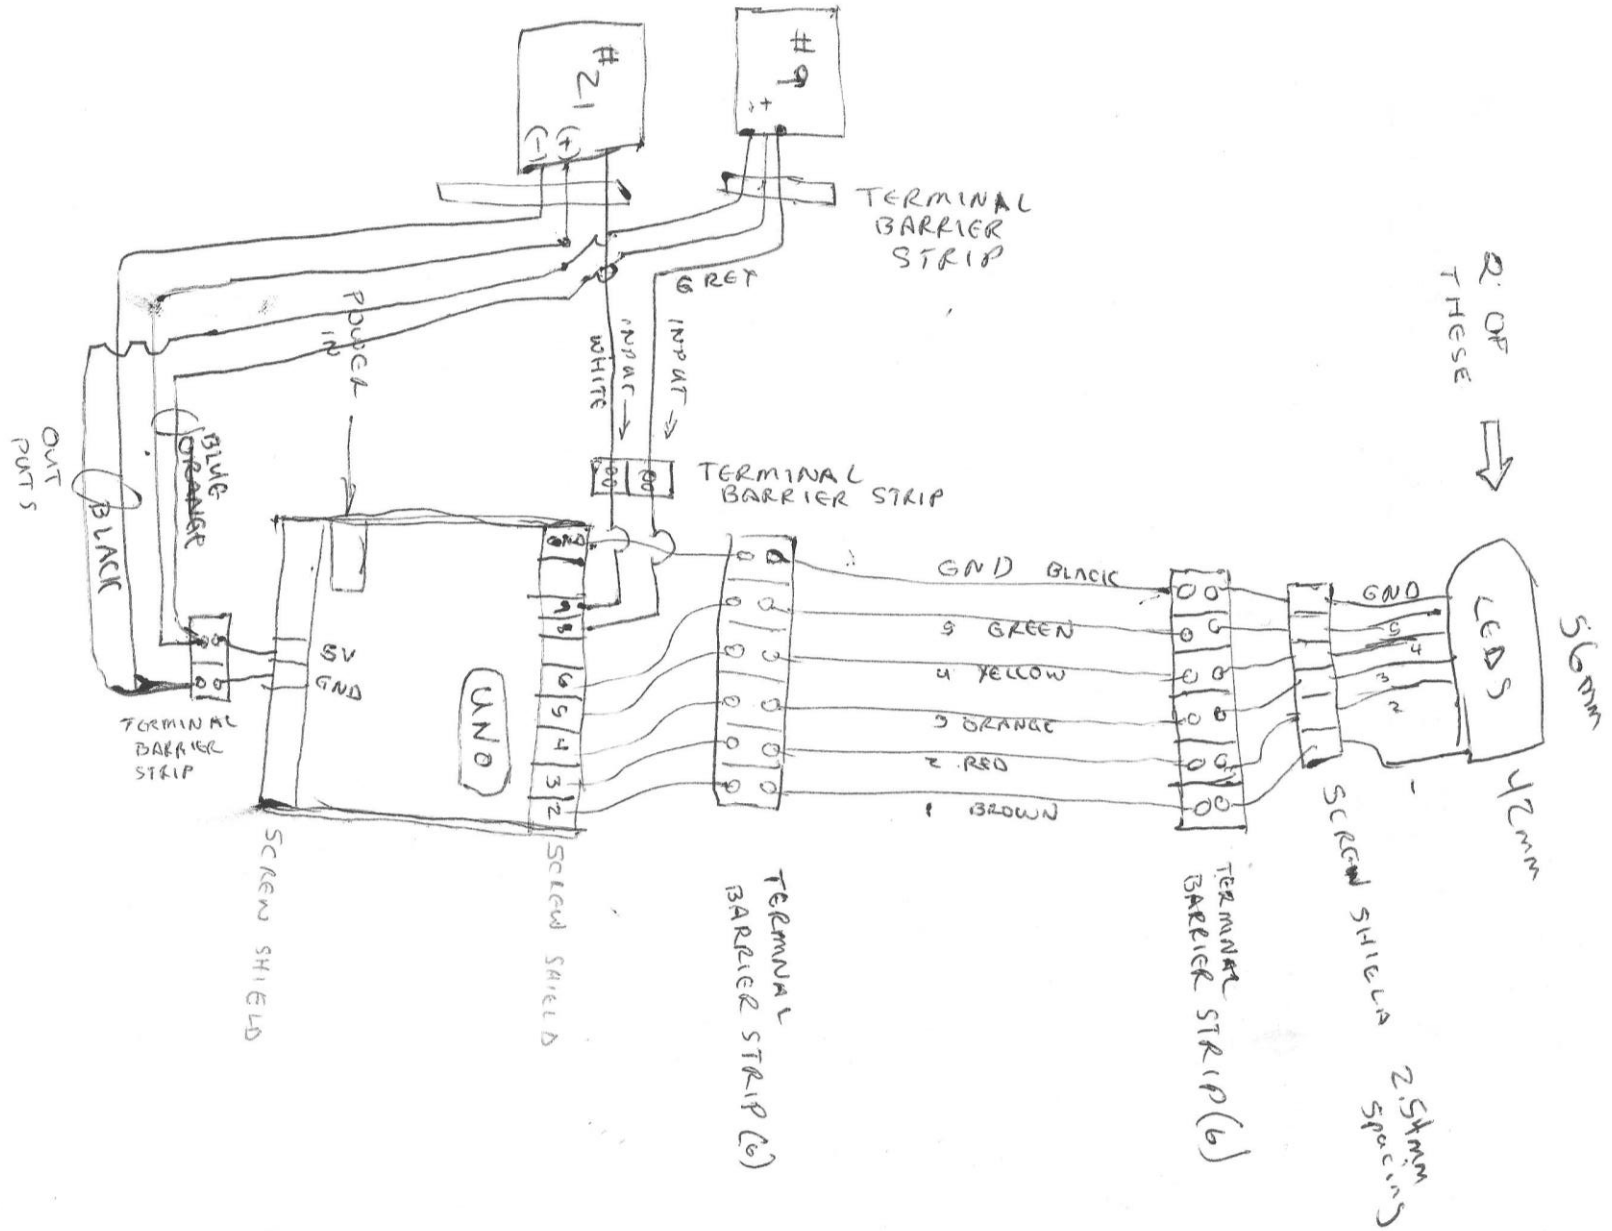 #21
(-) (+)
#9
- +
TERMINAL
BARRIER
STRIP
GREY
INPUT →
INPUT →
WHITE
POWER
IN
BLUE
ORANGE
OUT
PUTS
BLACK
TERMINAL
BARRIER STRIP
2 OF
THESE
GND
9
8
6
5
4
3
2
5V
GND
UNO
TERMINAL
BARRIER
STRIP
SCREW SHIELD
SCREW SHIELD
GND BLACK
5 GREEN
4 YELLOW
3 ORANGE
2 RED
1 BROWN
TERMINAL
BARRIER STRIP (6)
TERMINAL
BARRIER STRIP (6)
GND
5
4
3
2
1
LEDS
56mm
42mm
SCREW SHIELD 2.54mm
Spacing